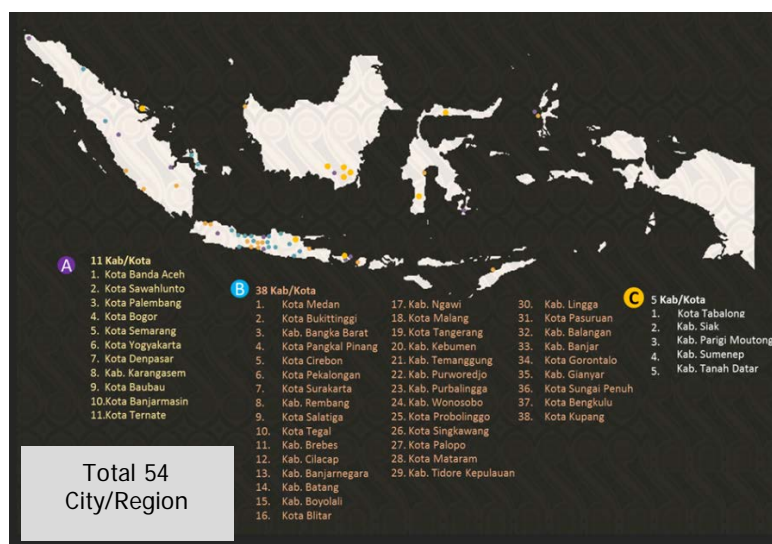 A
11 Kab/Kota
1. Kota Banda Aceh
2. Kota Sawahlunto
3. Kota Palembang
4. Kota Bogor
5. Kota Semarang
6. Kota Yogyakarta
7. Kota Denpasar
8. Kab. Karangasem
9. Kota Baubau
10.Kota Banjarmasin
11.Kota Ternate
B
38 Kab/Kota
1. Kota Medan
2. Kota Bukittinggi
3. Kab. Bangka Barat
4. Kota Pangkal Pinang
5. Kota Cirebon
6. Kota Pekalongan
7. Kota Surakarta
8. Kab. Rembang
9. Kota Salatiga
10. Kota Tegal
11. Kab. Brebes
12. Kab. Cilacap
13. Kab. Banjarnegara
14. Kab. Batang
15. Kab. Boyolali
16. Kota Blitar
17. Kab. Ngawi
18. Kota Malang
19. Kota Tangerang
20. Kab. Kebumen
21. Kab. Temanggung
22. Kab. Purworedjo
23. Kab. Purbalingga
24. Kab. Wonosobo
25. Kota Probolinggo
26. Kota Singkawang
27. Kota Palopo
28. Kota Mataram
29. Kab. Tidore Kepulauan
30. Kab. Lingga
31. Kota Pasuruan
32. Kab. Balangan
33. Kab. Banjar
34. Kota Gorontalo
35. Kab. Gianyar
36. Kota Sungai Penuh
37. Kota Bengkulu
38. Kota Kupang
C
5 Kab/Kota
1. Kota Tabalong
2. Kab. Siak
3. Kab. Parigi Moutong
4. Kab. Sumenep
5. Kab. Tanah Datar
Total 54
City/Region